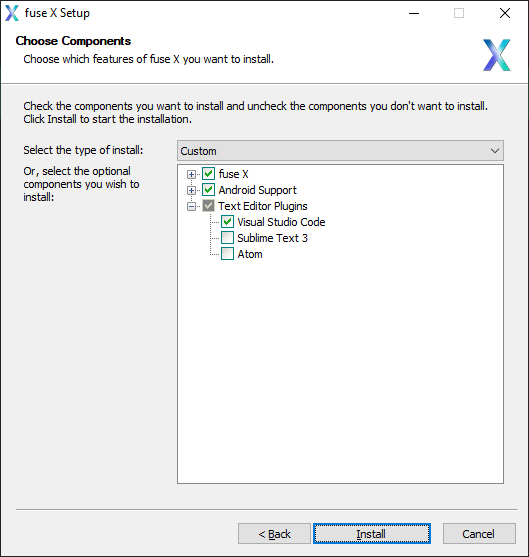 fuse X Setup
Choose Components
Choose which features of fuse X you want to install.
Check the components you want to install and uncheck the components you don't want to install.
Click Install to start the installation.
Select the type of install:
Custom
Or, select the optional
components you wish to
install:
fuse X
Android Support
Text Editor Plugins
Visual Studio Code
Sublime Text 3
Atom
< Back
Install
Cancel